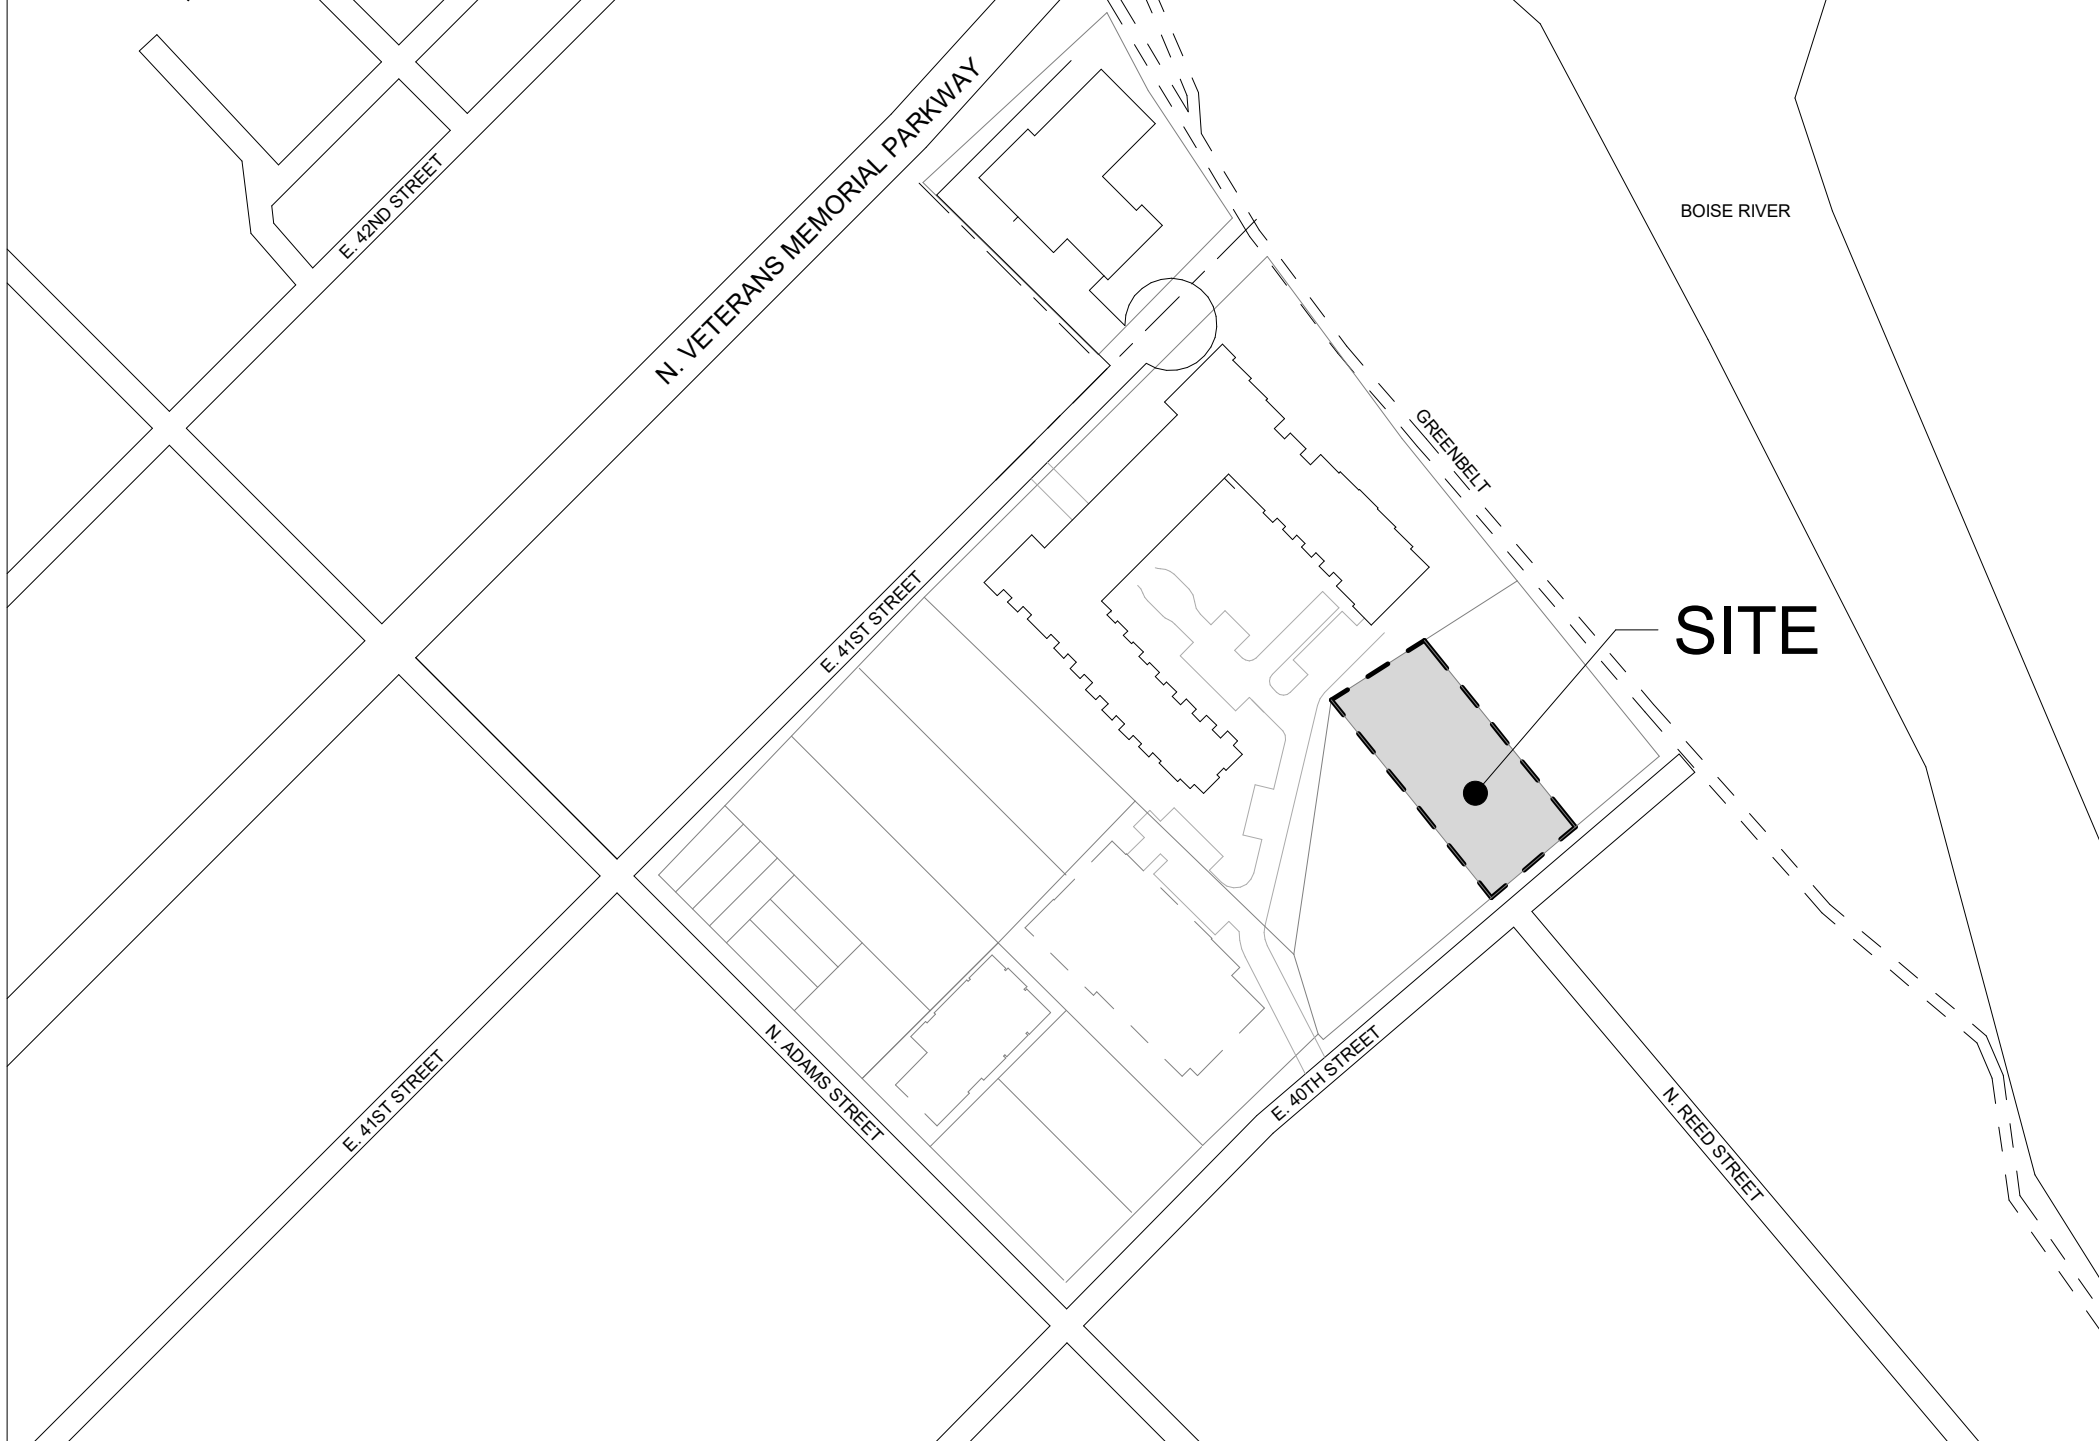 N. VETERANS MEMORIAL PARKWAY
E. 42ND STREET
BOISE RIVER
GREENBELT
SITE
E. 41ST STREET
E. 41ST STREET
N. ADAMS STREET
E. 40TH STREET
N. REED STREET